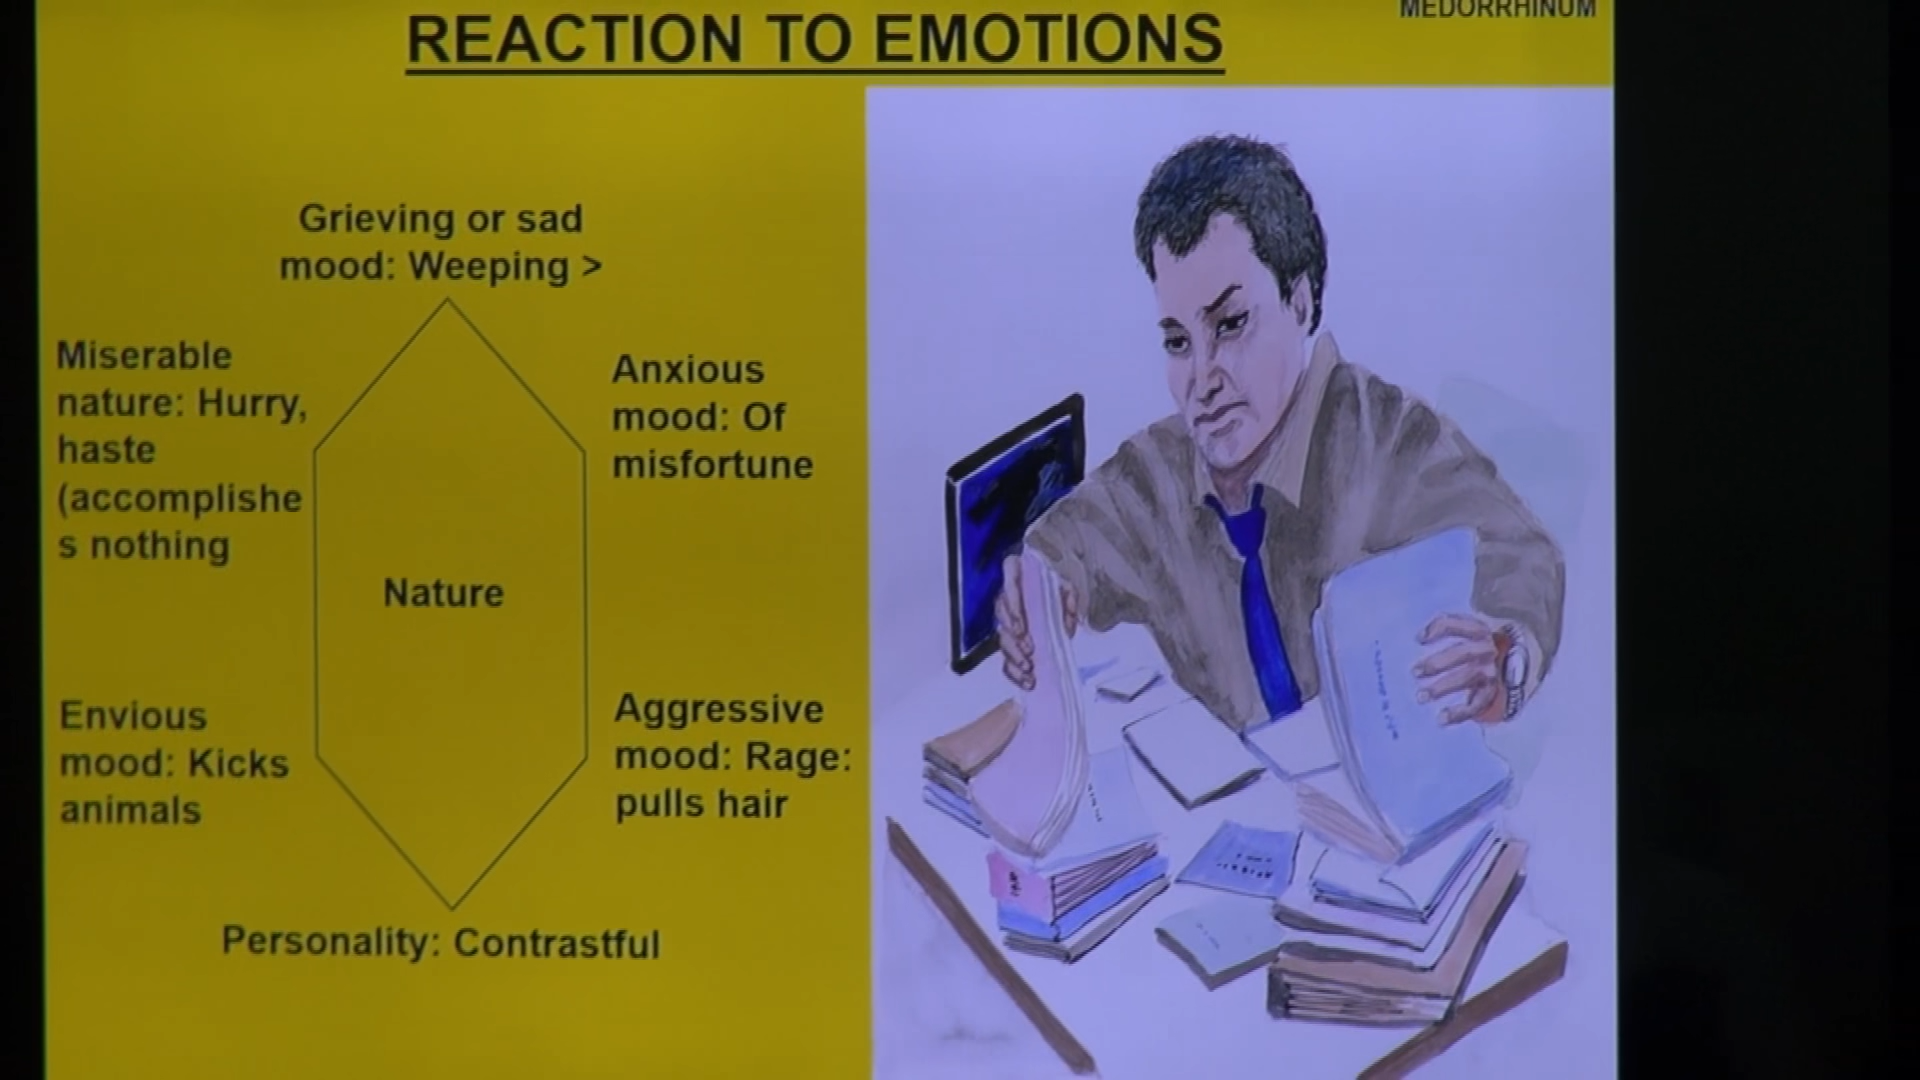 MEDORRHINUM
REACTION TO EMOTIONS
Grieving or sad
mood: Weeping >
Miserable
nature: Hurry,
haste
(accomplishe
s nothing
Anxious
mood: Of
misfortune
Nature
Envious
mood: Kicks
animals
Aggressive
mood: Rage:
pulls hair
Personality: Contrastful